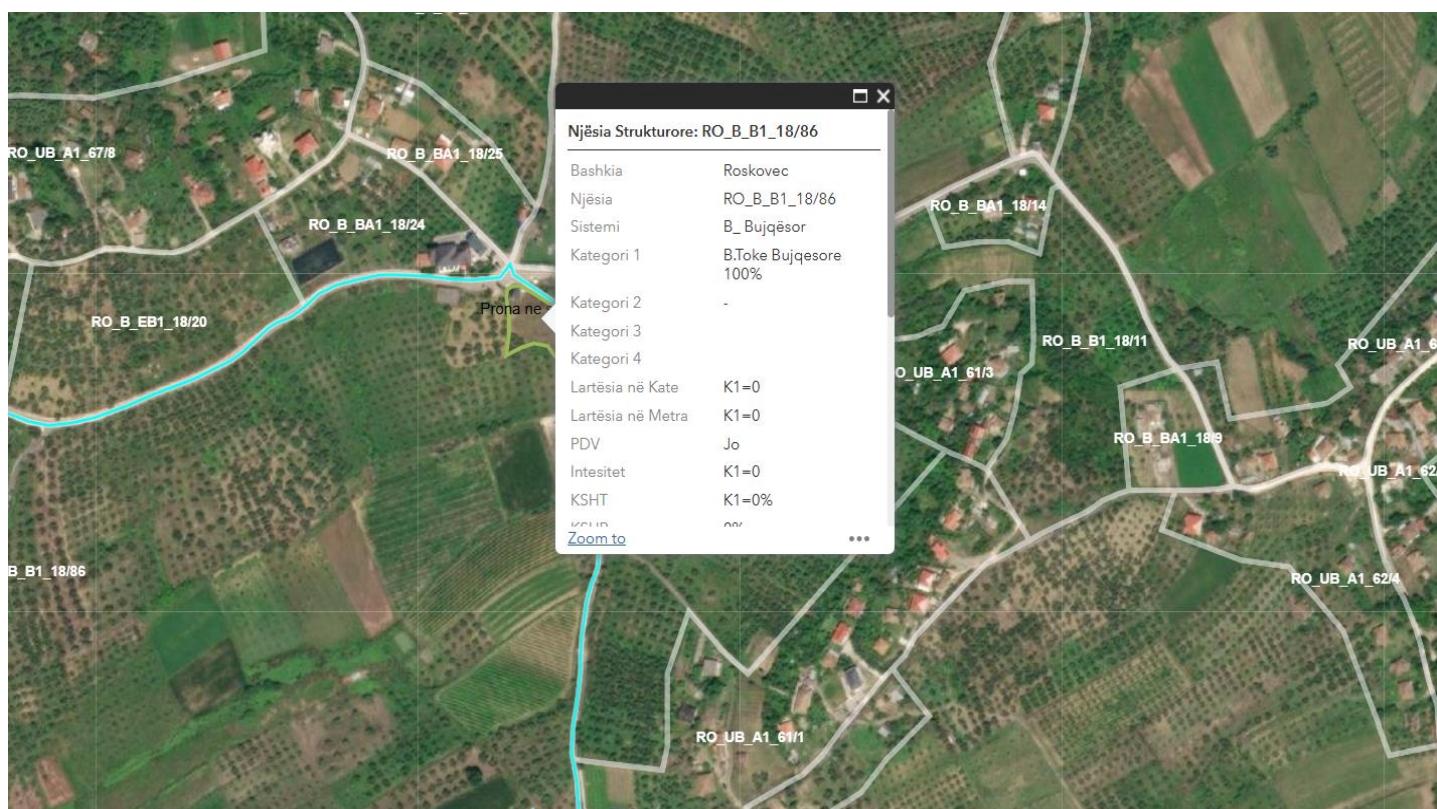 RO_UB_A1_67/8
RO_B_BA1_18/25
RO_B_BA1_18/24
RO_B_EB1_18/20
Prona ne
B_B1_18/86
Njësia Strukturore: RO_B_B1_18/86
Bashkia Roskovec
Njësia RO_B_B1_18/86
Sistemi B_ Bujqësor
Kategori 1 B.Toke Bujqesore
100%
Kategori 2 -
Kategori 3
Kategori 4
Lartësia në Kate K1=0
Lartësia në Metra K1=0
PDV Jo
Intesitet K1=0
KSHT K1=0%
Zoom to
RO_B_BA1_18/14
RO_B_B1_18/11
O_UB_A1_61/3
RO_UB_A1_6
RO_B_BA1_18/9
RO_UB_A1_62
RO_UB_A1_62/4
RO_UB_A1_61/1